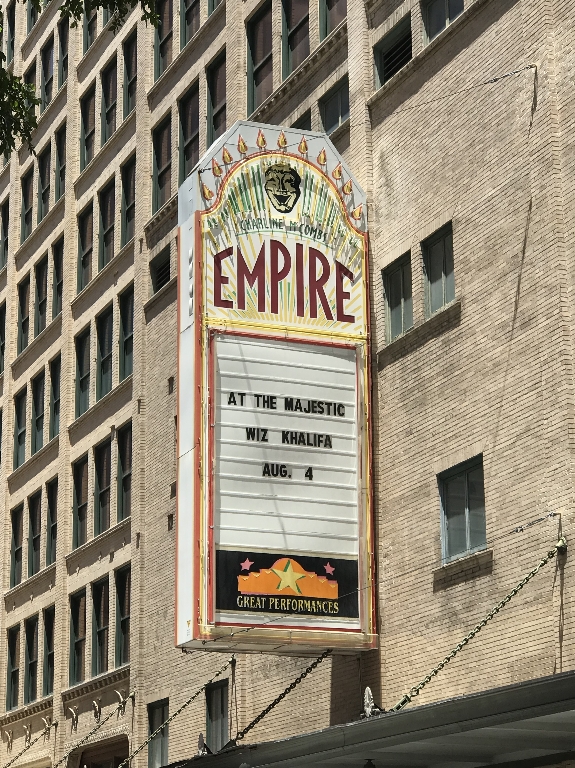 CHARLINE McCOMBS
EMPIRE
AT THE MAJESTIC
WIZ KHALIFA
AUG. 4
GREAT PERFORMANCES